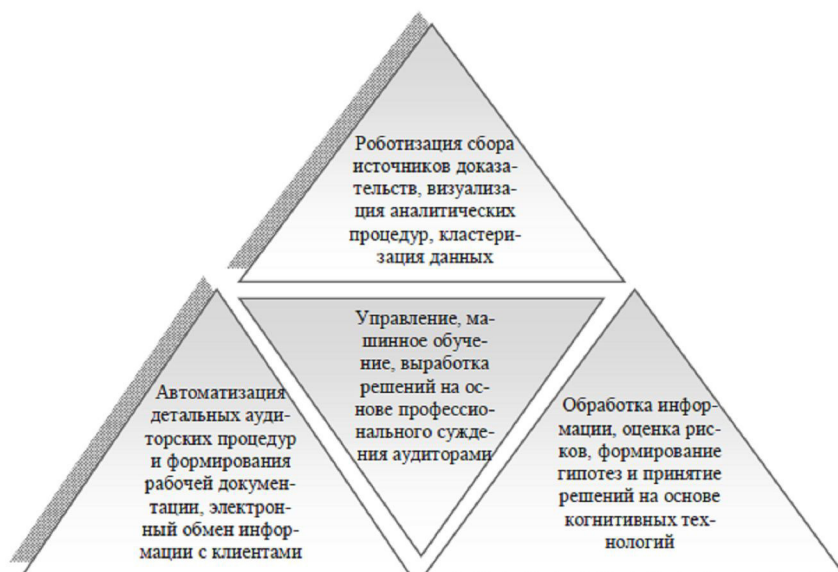 Роботизация сбора
источников доказа-
тельств, визуализа-
ция аналитических
процедур, кластери-
зация данных
Управление, ма-
шинное обуче-
ние, выработка
решений на ос-
нове профессио-
нального сужде-
ния аудиторами
Автоматизация
детальных ауди-
торских процедур
и формирования
рабочей докумен-
тации, электрон-
ный обмен инфор-
мации с клиентами
Обработка инфор-
мации, оценка рис-
ков, формирование
гипотез и принятие
решений на основе
когнитивных тех-
нологий